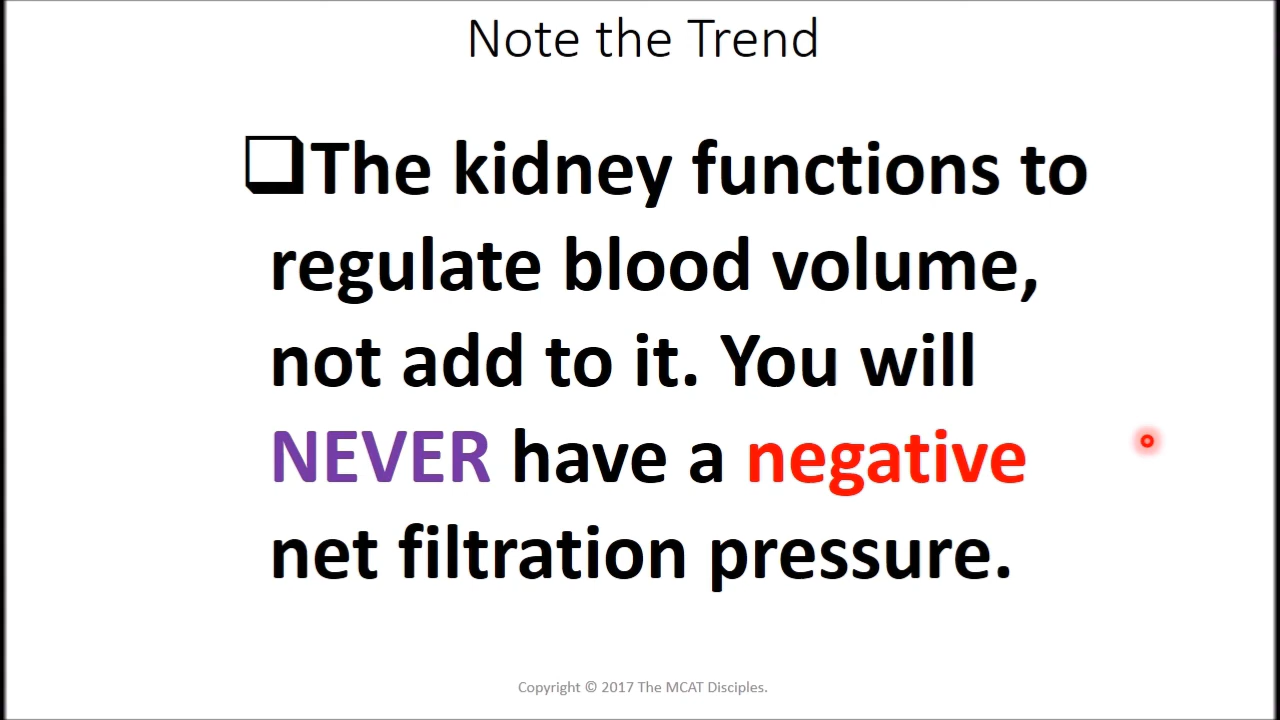 Note the Trend
❑The kidney functions to
regulate blood volume,
not add to it. You will
NEVER have a negative
net filtration pressure.
Copyright © 2017 The MCAT Disciples.